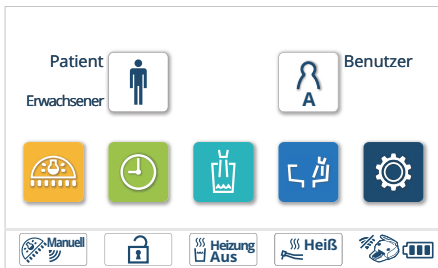 Patient
Benutzer
Erwachsener
A
Manuell
Heizung
Aus
Heiß